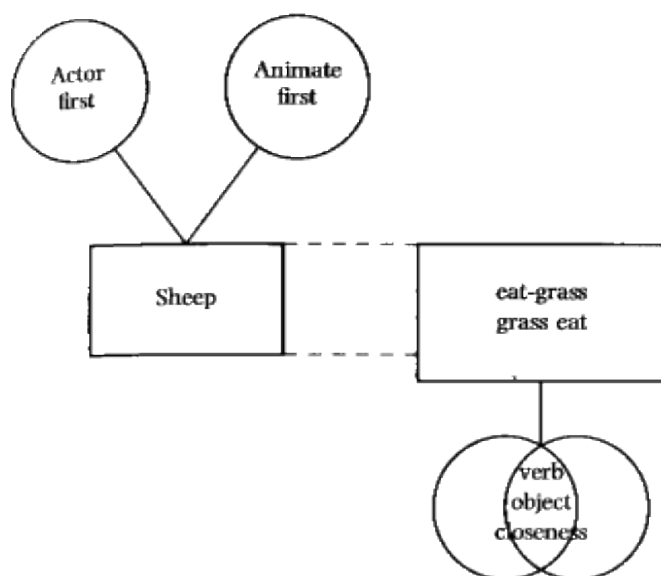 Actor
first
Animate
first
Sheep
eat-grass
grass eat
verb
object
closeness